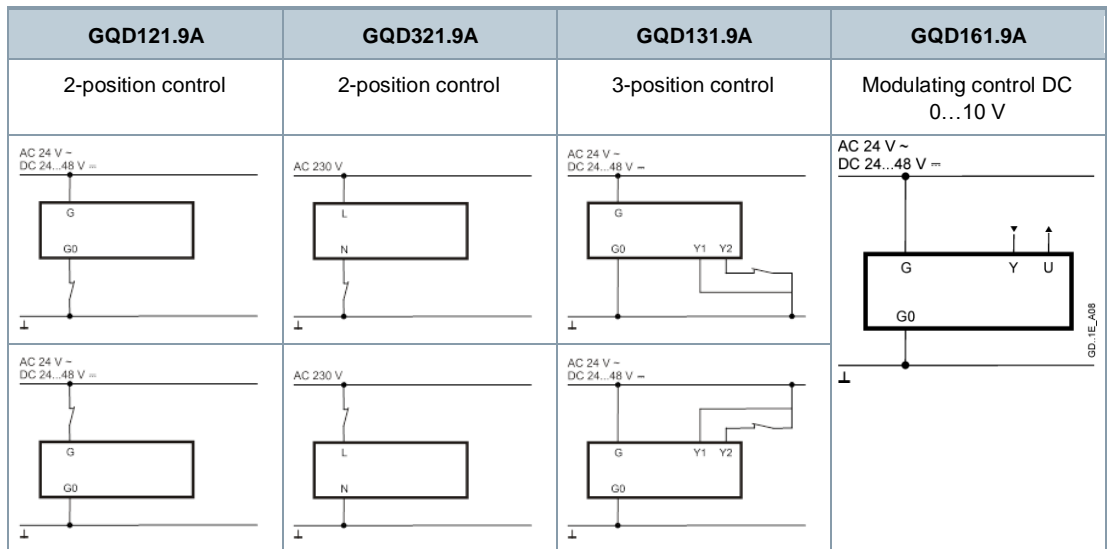 GQD121.9A
GQD321.9A
GQD131.9A
GQD161.9A
2-position control
2-position control
3-position control
Modulating control DC
0…10 V
AC 24 V ~
DC 24...48 V ⎓
G
G0
AC 230 V
L
N
AC 24 V ~
DC 24...48 V ⎓
G
G0
Y1
Y2
AC 24 V ~
DC 24...48 V ⎓
G
Y
U
G0
GD..1E_A08
AC 24 V ~
DC 24...48 V ⎓
G
G0
AC 230 V
L
N
AC 24 V ~
DC 24...48 V ⎓
G
Y1
Y2
G0